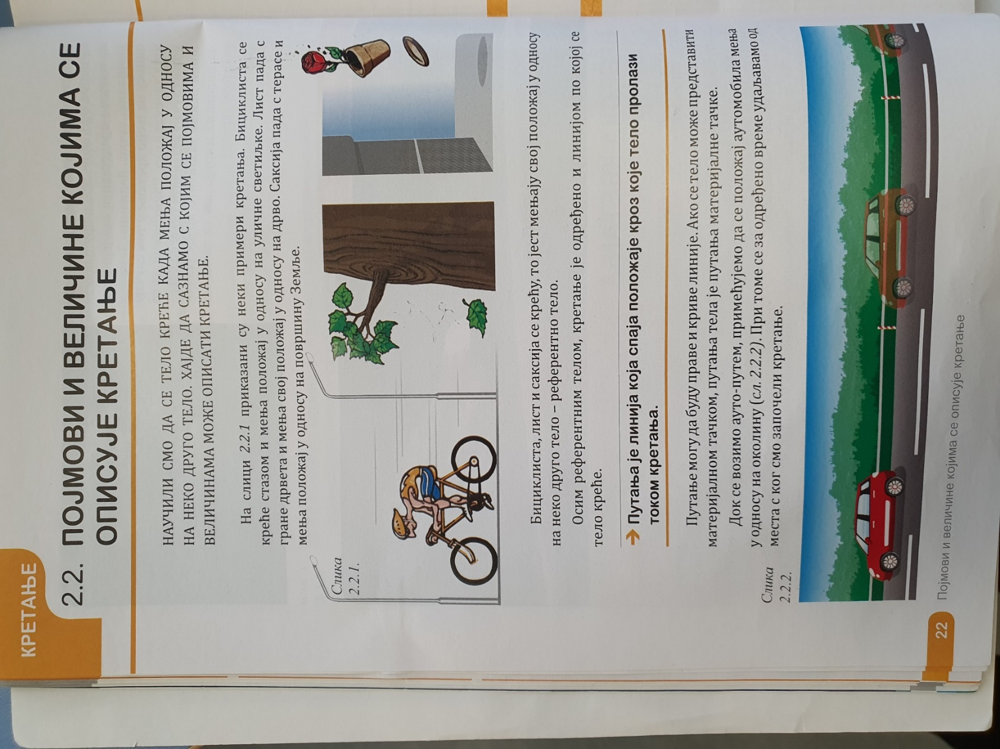 КРЕТАЊЕ
2.2. ПОЈМОВИ И ВЕЛИЧИНЕ КОЈИМА СЕ
ОПИСУЈЕ КРЕТАЊЕ
НАУЧИЛИ СМО ДА СЕ ТЕЛО КРЕЋЕ КАДА МЕЊА ПОЛОЖАЈ У ОДНОСУ
НА НЕКО ДРУГО ТЕЛО. ХАЈДЕ ДА САЗНАМО С КОЈИМ СЕ ПОЈМОВИМА И
ВЕЛИЧИНАМА МОЖЕ ОПИСАТИ КРЕТАЊЕ.
На слици 2.2.1 приказани су неки примери кретања. Бициклиста се
креће стазом и мења положај у односу на уличне светиљке. Лист пада с
гране дрвета и мења свој положај у односу на дрво. Саксија пада с терасе и
мења положај у односу на површину Земље.
Слика
2.2.1.
Бициклиста, лист и саксија се крећу, то јест мењају свој положај у односу
на неко друго тело – референтно тело.
Осим референтним телом, кретање је одређено и линијом по којој се
тело креће.
➔ Путања је линија која спаја положаје кроз које тело пролази
током кретања.
Путање могу да буду праве и криве линије. Ако се тело може представити
материјалном тачком, путања тела је путања материјалне тачке.
Док се возимо ауто-путем, примећујемо да се положај аутомобила мења
у односу на околину (сл. 2.2.2). При томе се за одређено време удаљавамо од
места с ког смо започели кретање.
Слика
2.2.2.
22 Појмови и величине којима се описује кретање